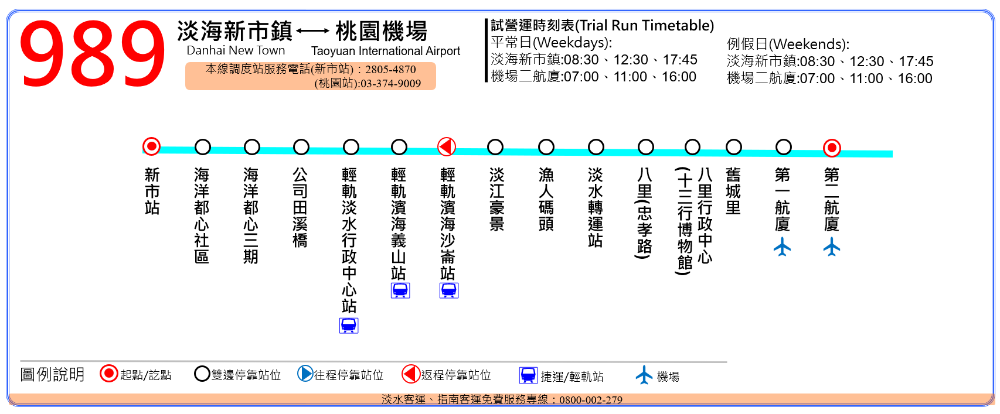 989
淡海新市鎮
桃園機場
Danhai New Town
Taoyuan International Airport
本線調度站服務電話(新市站)：2805-4870
(桃園站):03-374-9009
試營運時刻表(Trial Run Timetable)
平常日(Weekdays):
淡海新市鎮:08:30、12:30、17:45
機場二航廈:07:00、11:00、16:00
例假日(Weekends):
淡海新市鎮:08:30、12:30、17:45
機場二航廈:07:00、11:00、16:00
新市站
海洋都心社區
海洋都心三期
公司田溪橋
輕軌淡水行政中心站
輕軌濱海義山站
輕軌濱海沙崙站
淡江豪景
漁人碼頭
淡水轉運站
八里(忠孝路)
八里行政中心
(十三行博物館)
舊城里
第一航廈
第二航廈
圖例說明
起點/訖點
雙邊停靠站位
往程停靠站位
返程停靠站位
捷運/輕軌站
機場
淡水客運、指南客運免費服務專線：0800-002-279